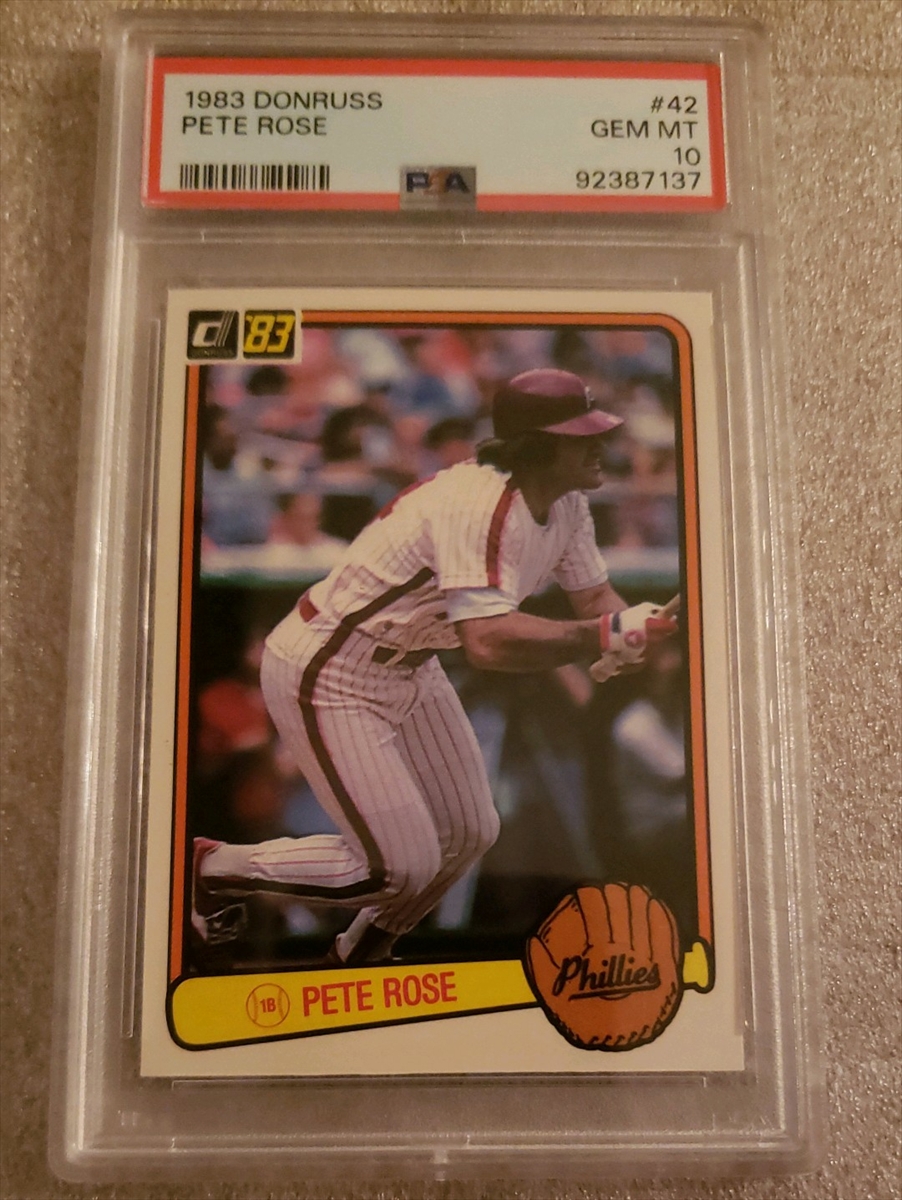 1983 DONRUSS #42
PETE ROSE GEM MT
10
PSA 92387137
d '83
DONRUSS
1B PETE ROSE
Phillies